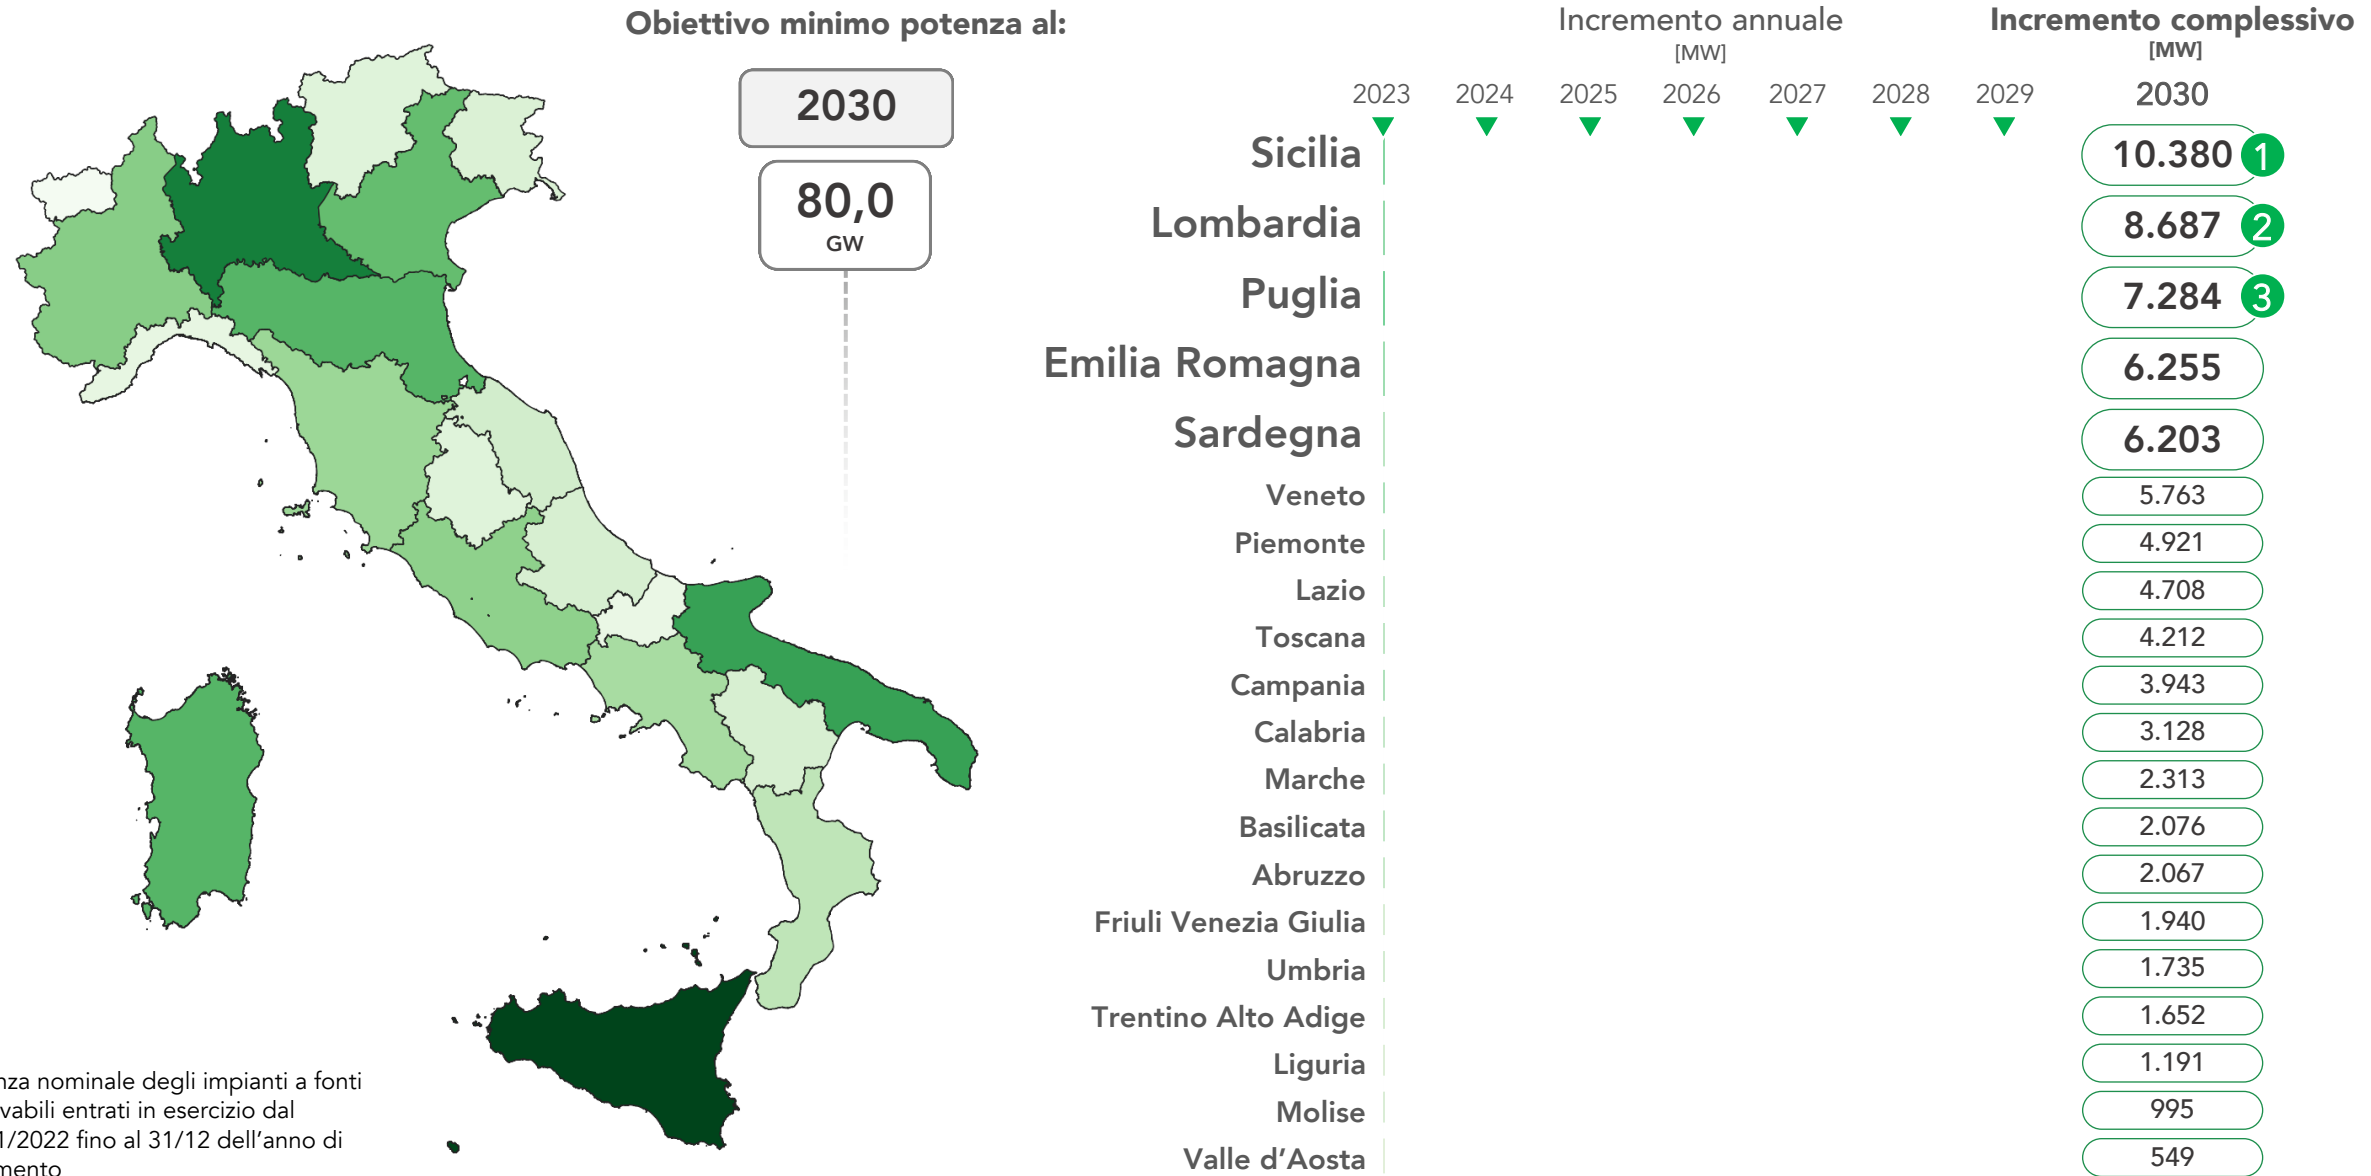 Obiettivo minimo potenza al:
2030
80,0
GW
Incremento annuale
[MW]
Incremento complessivo
[MW]
2023 2024 2025 2026 2027 2028 2029 2030
Sicilia 10.380 1
Lombardia 8.687 2
Puglia 7.284 3
Emilia Romagna 6.255
Sardegna 6.203
Veneto 5.763
Piemonte 4.921
Lazio 4.708
Toscana 4.212
Campania 3.943
Calabria 3.128
Marche 2.313
Basilicata 2.076
Abruzzo 2.067
Friuli Venezia Giulia 1.940
Umbria 1.735
Trentino Alto Adige 1.652
Liguria 1.191
Molise 995
Valle d’Aosta 549
nza nominale degli impianti a fonti
vabili entrati in esercizio dal
1/2022 fino al 31/12 dell’anno di
mento